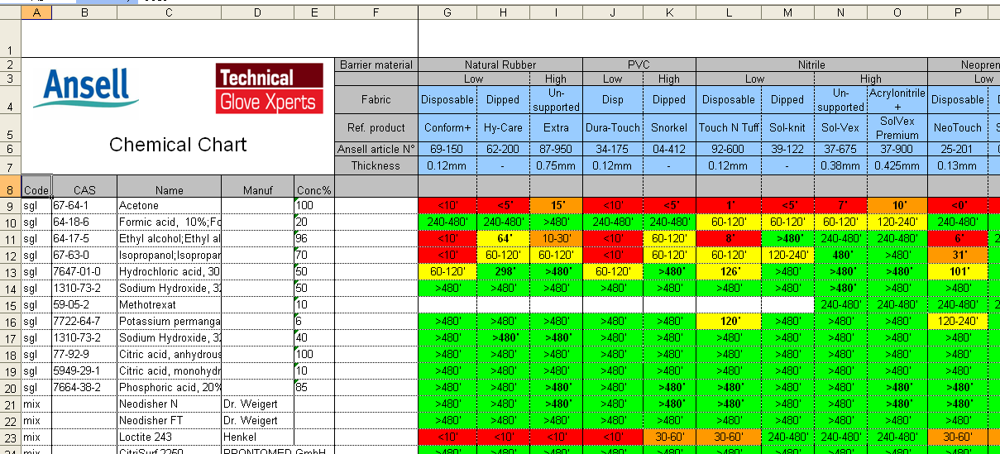 A B C D E F G H I J K L M N O P
1
2 Barrier material Natural Rubber PVC Nitrile Neopren
3 Low High Low High Low High Low
Ansell
Technical
Glove Xperts
Chemical Chart
4 Fabric Disposable Dipped Un-supported Disp Dipped Disposable Dipped Un-supported Acrylonitrile + Disposable
5 Ref. product Conform+ Hy-Care Extra Dura-Touch Snorkel Touch N Tuff Sol-knit Sol-Vex SolVex Premium NeoTouch
6 Ansell article N° 69-150 62-200 87-950 34-175 04-412 92-600 39-122 37-675 37-900 25-201
7 Thickness 0.12mm - 0.75mm - - 0.12mm - 0.38mm 0.425mm 0.13mm
8 Code CAS Name Manuf Conc%
9 sgl 67-64-1 Acetone 100 <10' <5' 15' <10' <5' 1' <5' 7' 10' <0'
10 sgl 64-18-6 Formic acid, 10%;Fo 20 240-480' 240-480' >480' 240-480' 240-480' 60-120' 60-120' 60-120' 120-240' 240-480'
11 sgl 64-17-5 Ethyl alcohol;Ethyl al 96 <10' 64' 10-30' <10' 60-120' 8' >480' 240-480' 240-480' 6' 2
12 sgl 67-63-0 Isopropanol;Isopropar 70 <10' 60-120' 60-120' <10' 60-120' 60-120' 120-240' 480' >480' 31'
13 sgl 7647-01-0 Hydrochloric acid, 30 50 60-120' 298' >480' 60-120' >480' 126' >480' >480' >480' 101'
14 sgl 1310-73-2 Sodium Hydroxide, 32 50 >480' >480' >480' >480' >480' >480' >480' >480' >480' >480'
15 sgl 59-05-2 Methotrexat 10 240-480' 240-480' 240-480' 2
16 sgl 7722-64-7 Potassium permanga 6 >480' >480' >480' >480' >480' 120' >480' >480' >480' 120-240'
17 sgl 1310-73-2 Sodium Hydroxide, 32 40 >480' >480' >480' >480' >480' >480' >480' >480' >480' >480'
18 sgl 77-92-9 Citric acid, anhydrous 100 >480' >480' >480' >480' >480' >480' >480' >480' >480' >480'
19 sgl 5949-29-1 Citric acid, monohydr 10 >480' >480' >480' >480' >480' >480' >480' >480' >480' >480'
20 sgl 7664-38-2 Phosphoric acid, 20% 85 >480' >480' >480' >480' >480' >480' >480' >480' >480' >480'
21 mix Neodisher N Dr. Weigert >480' >480' >480' >480' >480' >480' >480' >480' >480' >480'
22 mix Neodisher FT Dr. Weigert >480' >480' >480' >480' >480' >480' >480' >480' >480' >480'
23 mix Loctite 243 Henkel <10' <10' <10' <10' 30-60' 30-60' 240-480' 240-480' 240-480' 30-60'
24 mix CitriSurf 2250 PRONTOMED GmbH >480' >480' >480' >480' >480' >480' >480' >480' >480' >480'